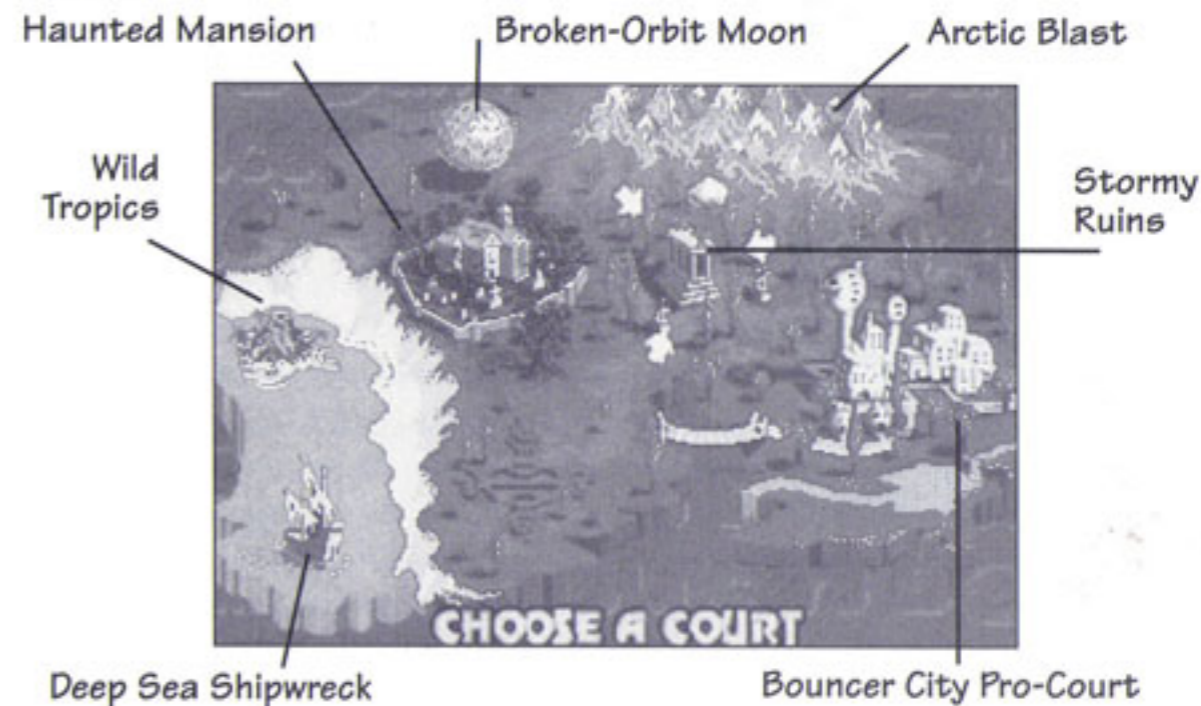 Haunted Mansion
Broken-Orbit Moon
Arctic Blast
Wild
Tropics
Stormy
Ruins
CHOOSE A COURT
Deep Sea Shipwreck
Bouncer City Pro-Court